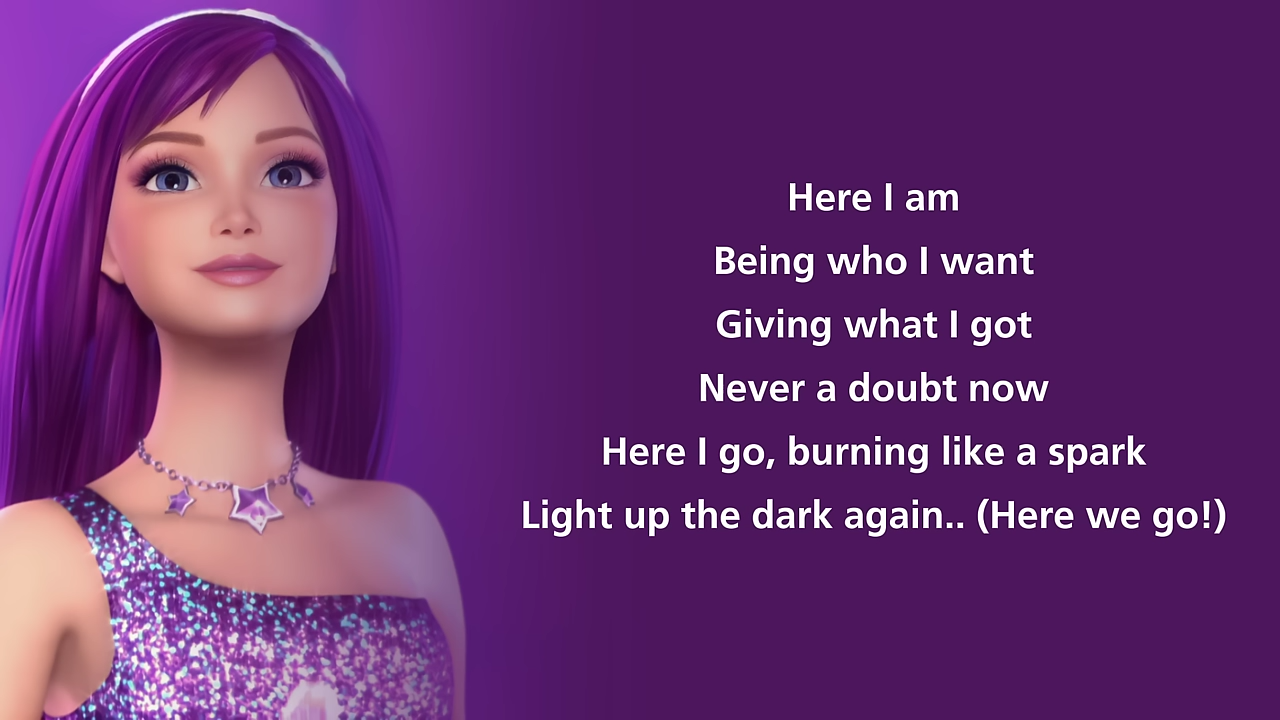 Here I am
Being who I want
Giving what I got
Never a doubt now
Here I go, burning like a spark
Light up the dark again.. (Here we go!)